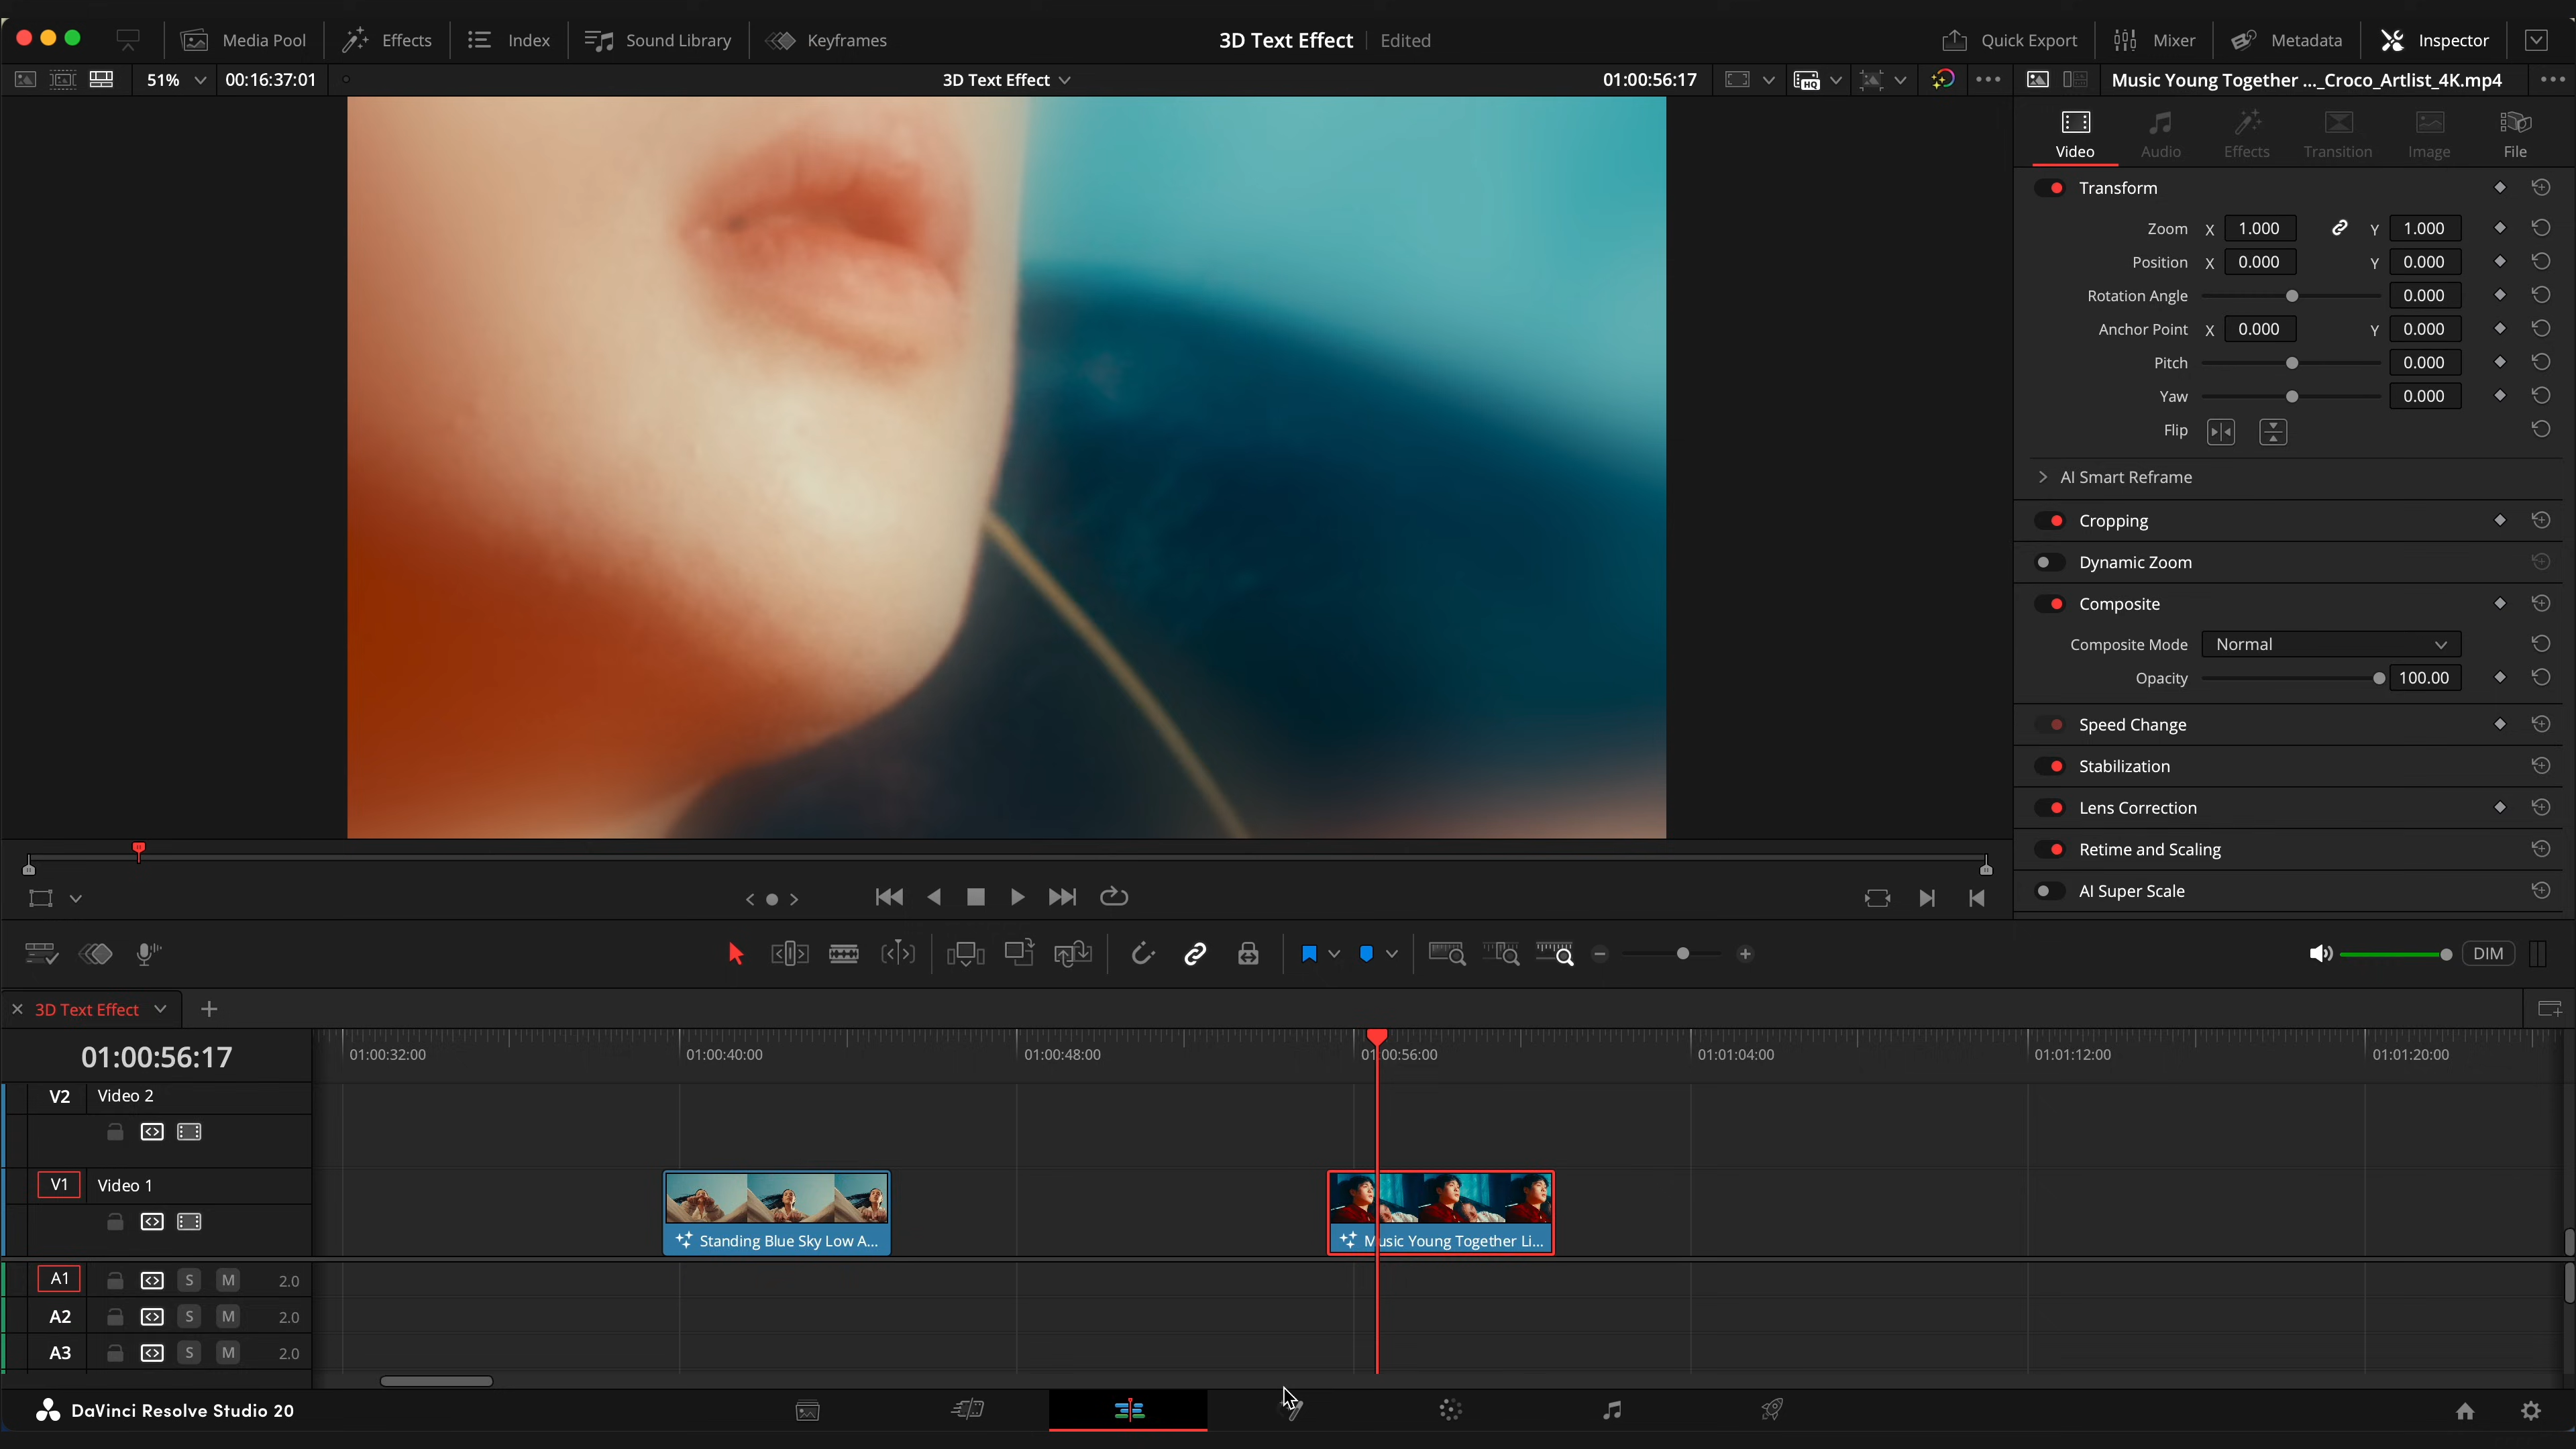 Media Pool Effects Index Sound Library Keyframes 3D Text Effect Edited Quick Export Mixer Metadata Inspector
51% 00:16:37:01 3D Text Effect 01:00:56:17 HQ Music Young Together ..._Croco_Artlist_4K.mp4
Video Audio Effects Transition Image File
Transform
Zoom X 1.000 Y 1.000
Position X 0.000 Y 0.000
Rotation Angle 0.000
Anchor Point X 0.000 Y 0.000
Pitch 0.000
Yaw 0.000
Flip
AI Smart Reframe
Cropping
Dynamic Zoom
Composite
Composite Mode Normal
Opacity 100.00
Speed Change
Stabilization
Lens Correction
Retime and Scaling
AI Super Scale
DIM
3D Text Effect
01:00:56:17 01:00:32:00 01:00:40:00 01:00:48:00 01:00:56:00 01:01:04:00 01:01:12:00 01:01:20:00
V2 Video 2
V1 Video 1
Standing Blue Sky Low A... Music Young Together Li...
A1 S M 2.0
A2 S M 2.0
A3 S M 2.0
DaVinci Resolve Studio 20